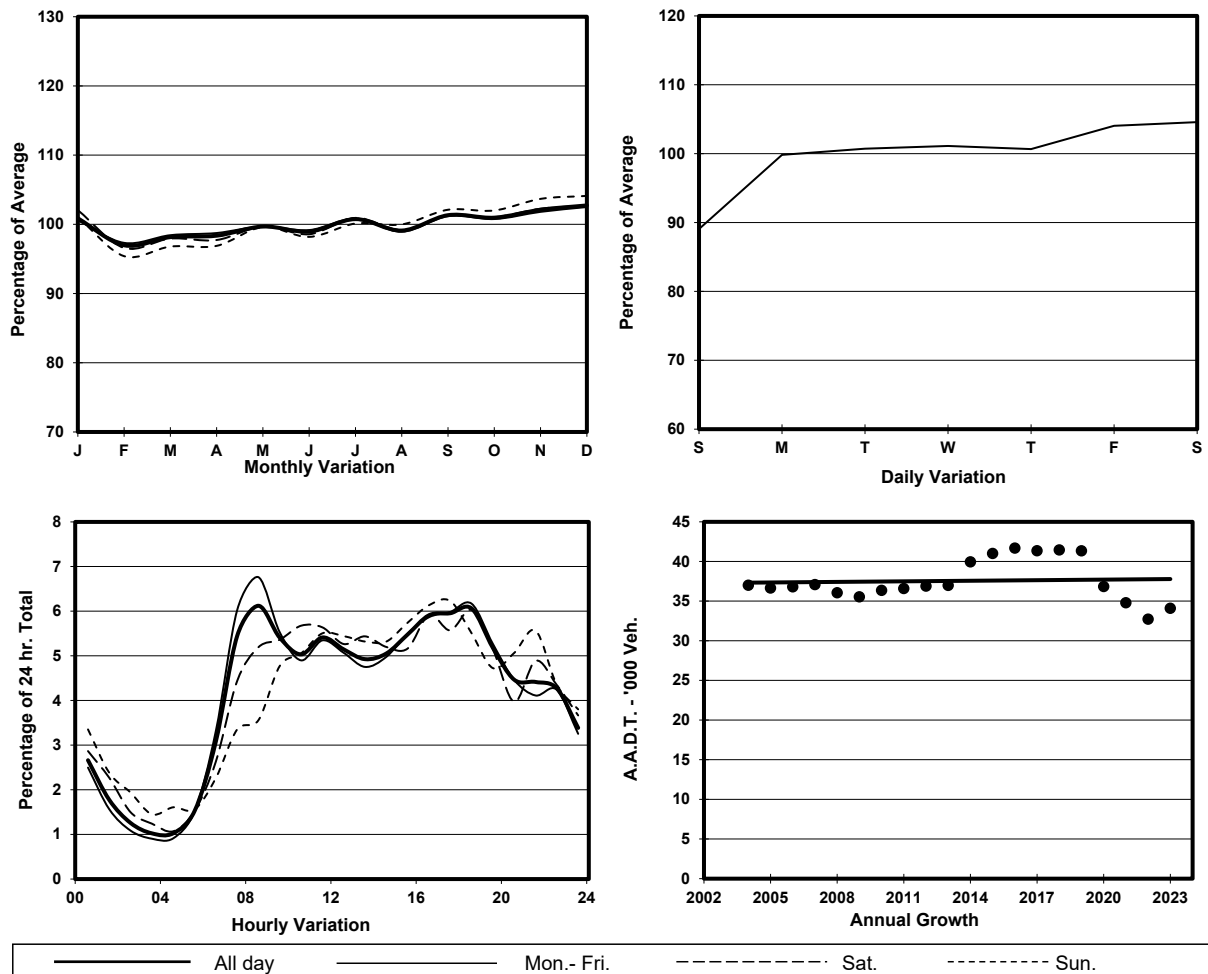 130
120
110
100
90
80
70
Percentage of Average
J F M A M J J A S O N D
Monthly Variation
120
110
100
90
80
70
60
Percentage of Average
S M T W T F S
Daily Variation
8
7
6
5
4
3
2
1
0
Percentage of 24 hr. Total
00 04 08 12 16 20 24
Hourly Variation
45
40
35
30
25
20
15
10
5
0
A.A.D.T. - '000 Veh.
2002 2005 2008 2011 2014 2017 2020 2023
Annual Growth
All day Mon.- Fri. Sat. Sun.